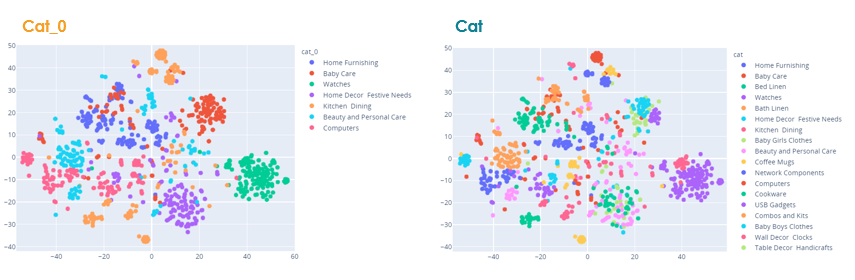 Cat_0
50
40
30
20
10
0
−10
−20
−30
−40
−40
−20
0
20
40
60
cat_0
Home Furnishing
Baby Care
Watches
Home Decor Festive Needs
Kitchen Dining
Beauty and Personal Care
Computers
Cat
50
40
30
20
10
0
−10
−20
−30
−40
−40
−20
0
20
40
cat
Home Furnishing
Baby Care
Bed Linen
Watches
Bath Linen
Home Decor Festive Needs
Kitchen Dining
Baby Girls Clothes
Beauty and Personal Care
Coffee Mugs
Network Components
Computers
Cookware
USB Gadgets
Combos and Kits
Baby Boys Clothes
Wall Decor Clocks
Table Decor Handicrafts